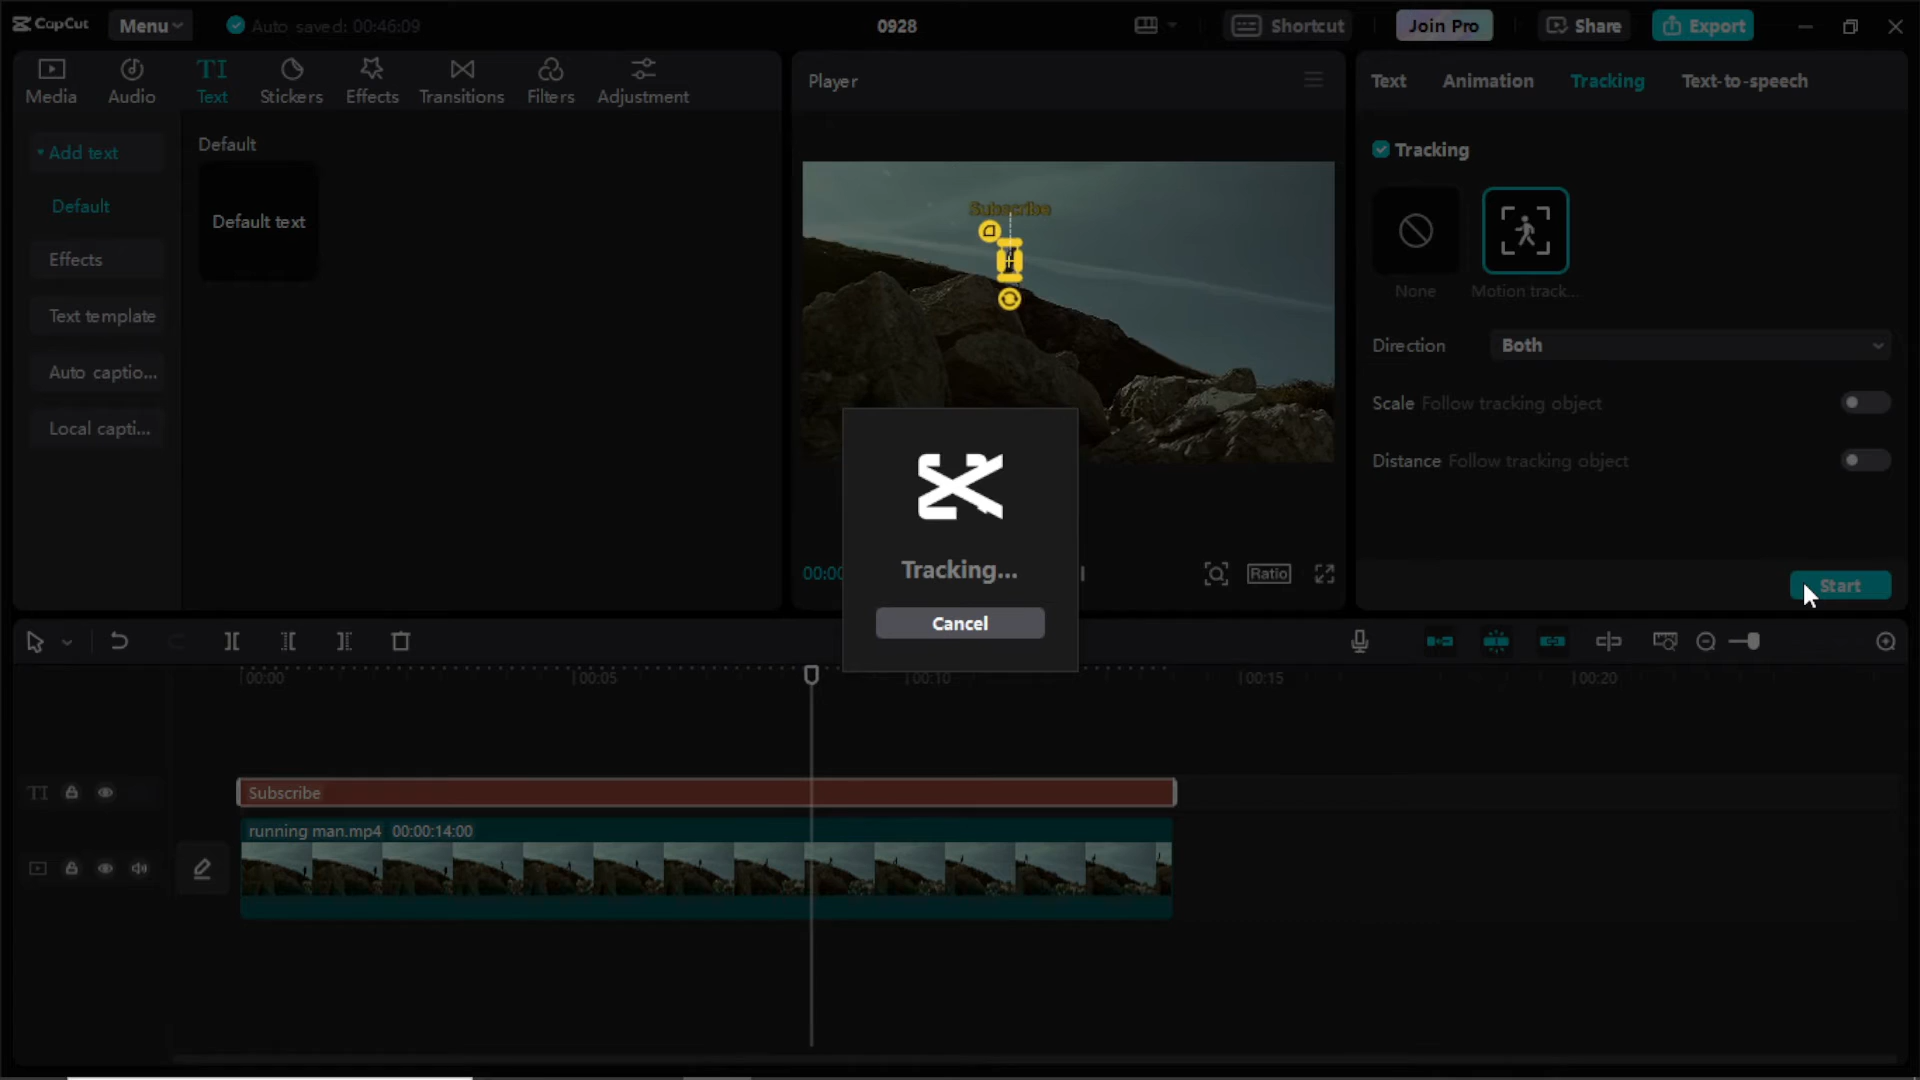 CapCut
Menu
Auto saved: 00:46:09
0928
Shortcut
Join Pro
Share
Export
Media
Audio
TI
Text
Stickers
Effects
Transitions
Filters
Adjustment
Add text
Default
Effects
Text template
Auto captio...
Local capti...
Default
Default text
Player
Subscribe
Ratio
Text
Animation
Tracking
Text-to-speech
Tracking
None
Motion track...
Direction
Both
Scale Follow tracking object
Distance Follow tracking object
Start
Tracking...
Cancel
00:00
00:05
00:10
00:15
00:20
TI
Subscribe
running man.mp4 00:00:14:00